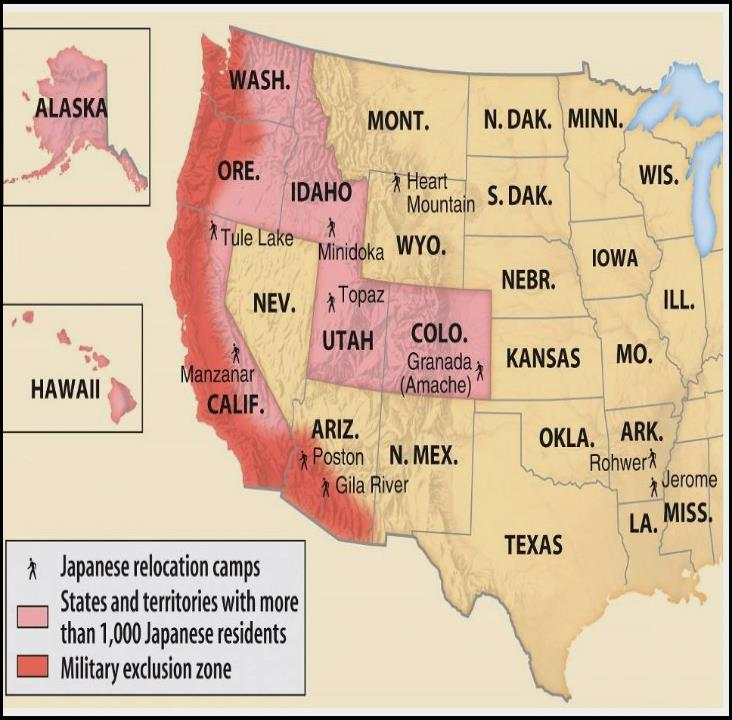 ALASKA
WASH.
MONT.
N. DAK.
MINN.
ORE.
IDAHO
Heart
Mountain
S. DAK.
WIS.
Tule Lake
Minidoka
WYO.
IOWA
NEBR.
ILL.
NEV.
Topaz
UTAH
COLO.
Granada
(Amache)
KANSAS
MO.
HAWAII
Manzanar
CALIF.
ARIZ.
Poston
Gila River
N. MEX.
OKLA.
ARK.
Rohwer
Jerome
LA.
MISS.
TEXAS
Japanese relocation camps
States and territories with more
than 1,000 Japanese residents
Military exclusion zone